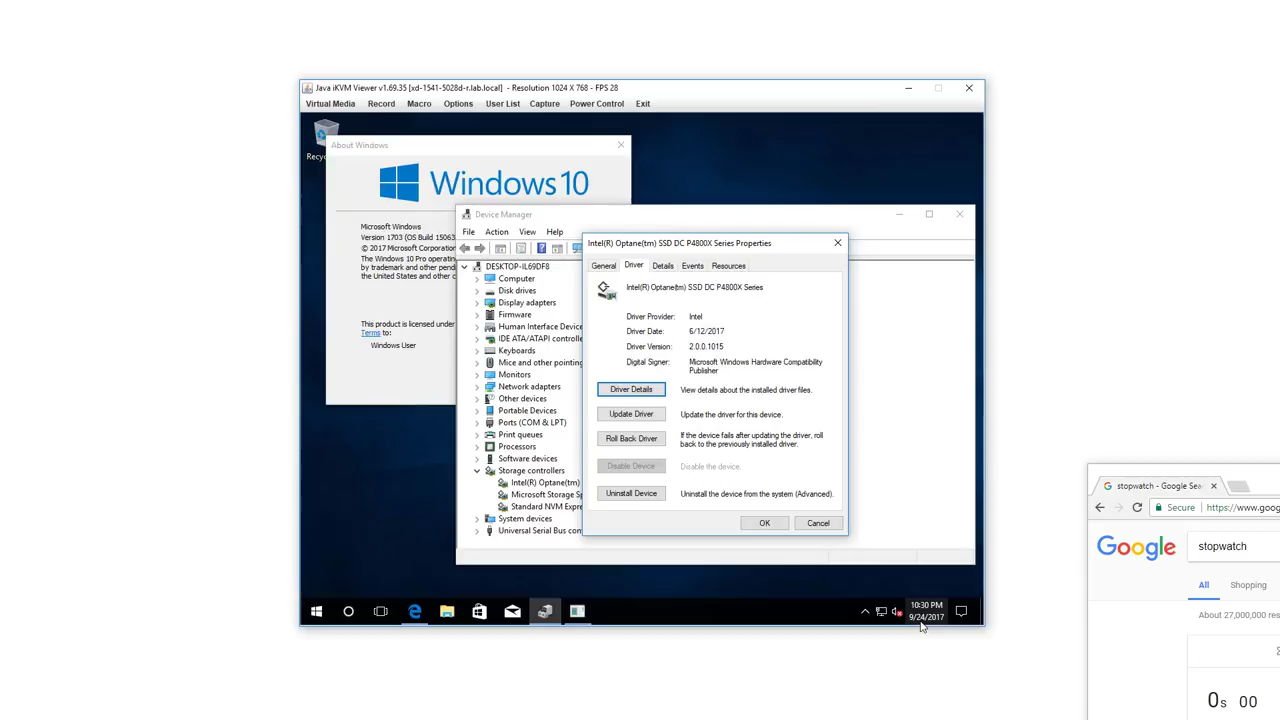 Java iKVM Viewer v1.69.35 [xd-1541-5028d-r.lab.local] - Resolution 1024 X 768 - FPS 28
Virtual Media Record Macro Options User List Capture Power Control Exit
Recyc
About Windows
Windows 10
Microsoft Windows
Version 1703 (OS Build 15063
© 2017 Microsoft Corporation
The Windows 10 Pro operating
by trademark and other pend
and the United States and other
This product is licensed under
Terms to:
Windows User
Device Manager
File Action View Help
DESKTOP-IL69DF8
Computer
Disk drives
Display adapters
Firmware
Human Interface Device
IDE ATA/ATAPI controlle
Keyboards
Mice and other pointing
Monitors
Network adapters
Other devices
Portable Devices
Ports (COM & LPT)
Print queues
Processors
Software devices
Storage controllers
Intel(R) Optane(tm)
Microsoft Storage Sp
Standard NVM Expre
System devices
Universal Serial Bus con
Intel(R) Optane(tm) SSD DC P4800X Series Properties
General Driver Details Events Resources
Intel(R) Optane(tm) SSD DC P4800X Series
Driver Provider: Intel
Driver Date: 6/12/2017
Driver Version: 2.0.0.1015
Digital Signer: Microsoft Windows Hardware Compatibility
Publisher
Driver Details View details about the installed driver files.
Update Driver Update the driver for this device.
Roll Back Driver If the device fails after updating the driver, roll
back to the previously installed driver.
Disable Device Disable the device.
Uninstall Device Uninstall the device from the system (Advanced).
OK Cancel
10:30 PM
9/24/2017
stopwatch - Google Sea
Secure https://www.goog
Google stopwatch
All Shopping
About 27,000,000 res
0s 00